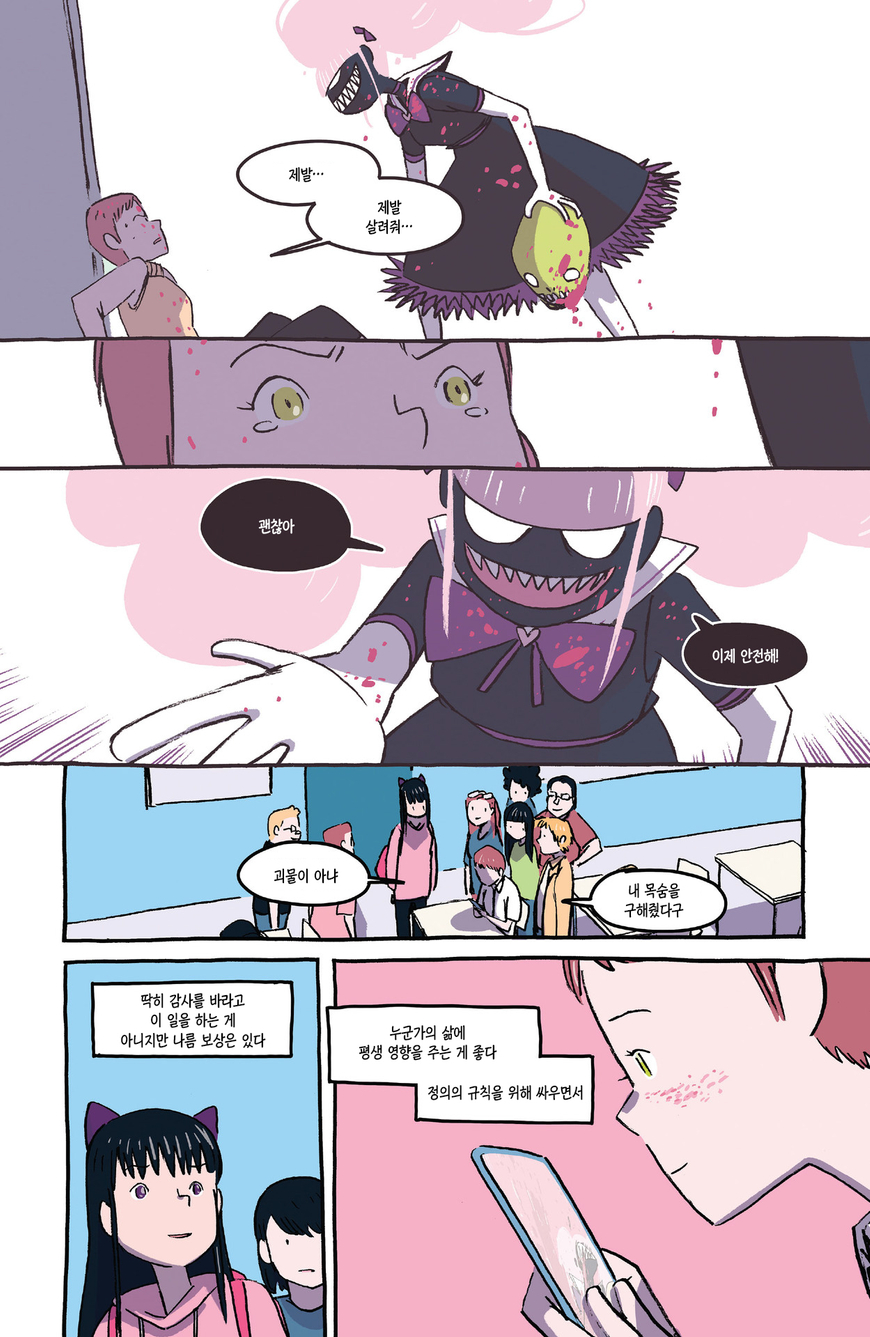 제발…
제발
살려줘…
괜찮아
이제 안전해!
괴물이 아냐
내 목숨을
구해줬다구
딱히 감사를 바라고
이 일을 하는 게
아니지만 나름 보상은 있다
누군가의 삶에
평생 영향을 주는 게 좋다
정의의 규칙을 위해 싸우면서